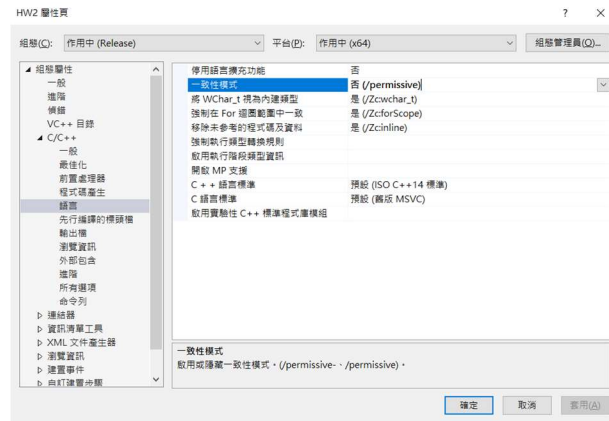 HW2 屬性頁
? ×
組態(C): 作用中 (Release) 平台(P): 作用中 (x64) 組態管理員(O)...
組態屬性
一般
進階
偵錯
VC++ 目錄
C/C++
一般
最佳化
前置處理器
程式碼產生
語言
先行編譯的標頭檔
輸出檔
瀏覽資訊
外部包含
進階
所有選項
命令列
連結器
資訊清單工具
XML 文件產生器
瀏覽資訊
建置事件
自訂建置步驟
停用語言擴充功能 否
一致性模式 否 (/permissive)
將 WChar_t 視為內建類型 是 (/Zc:wchar_t)
強制在 For 迴圈範圍中一致 是 (/Zc:forScope)
移除未參考的程式碼及資料 是 (/Zc:inline)
強制執行類型轉換規則
啟用執行階段類型資訊
開啟 MP 支援
C + + 語言標準 預設 (ISO C++14 標準)
C 語言標準 預設 (舊版 MSVC)
啟用實驗性 C++ 標準程式庫模組
一致性模式
啟用或隱藏一致性模式。(/permissive-、/permissive)。
確定 取消 套用(A)